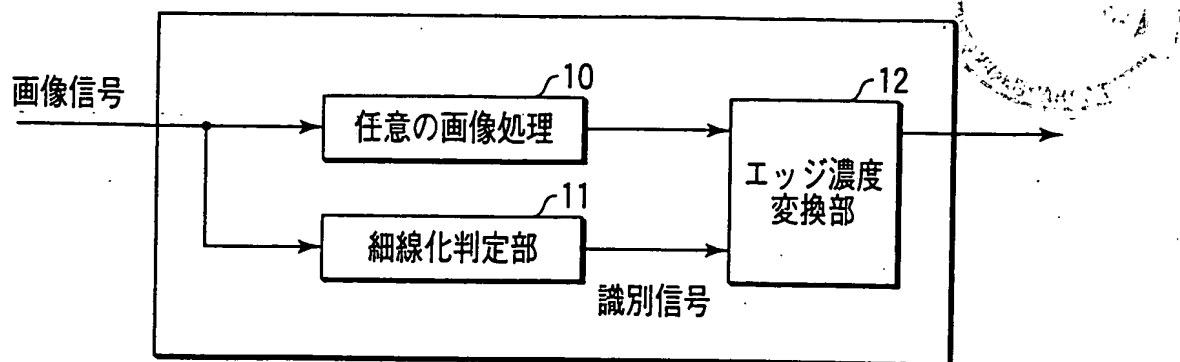 画像信号
10
任意の画像処理
11
細線化判定部
識別信号
12
エッジ濃度
変換部